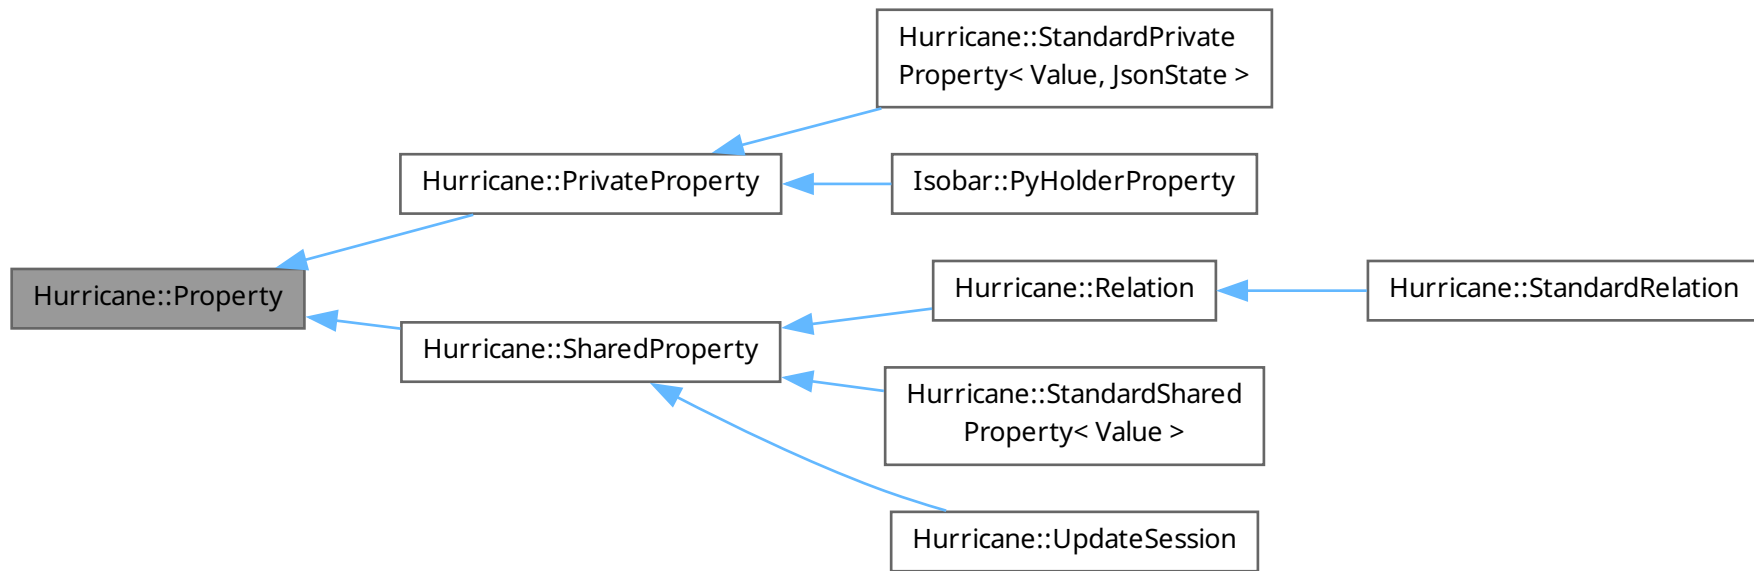 Hurricane::Property
Hurricane::PrivateProperty
Hurricane::SharedProperty
Hurricane::StandardPrivate
Property< Value, JsonState >
Isobar::PyHolderProperty
Hurricane::Relation
Hurricane::StandardShared
Property< Value >
Hurricane::UpdateSession
Hurricane::StandardRelation